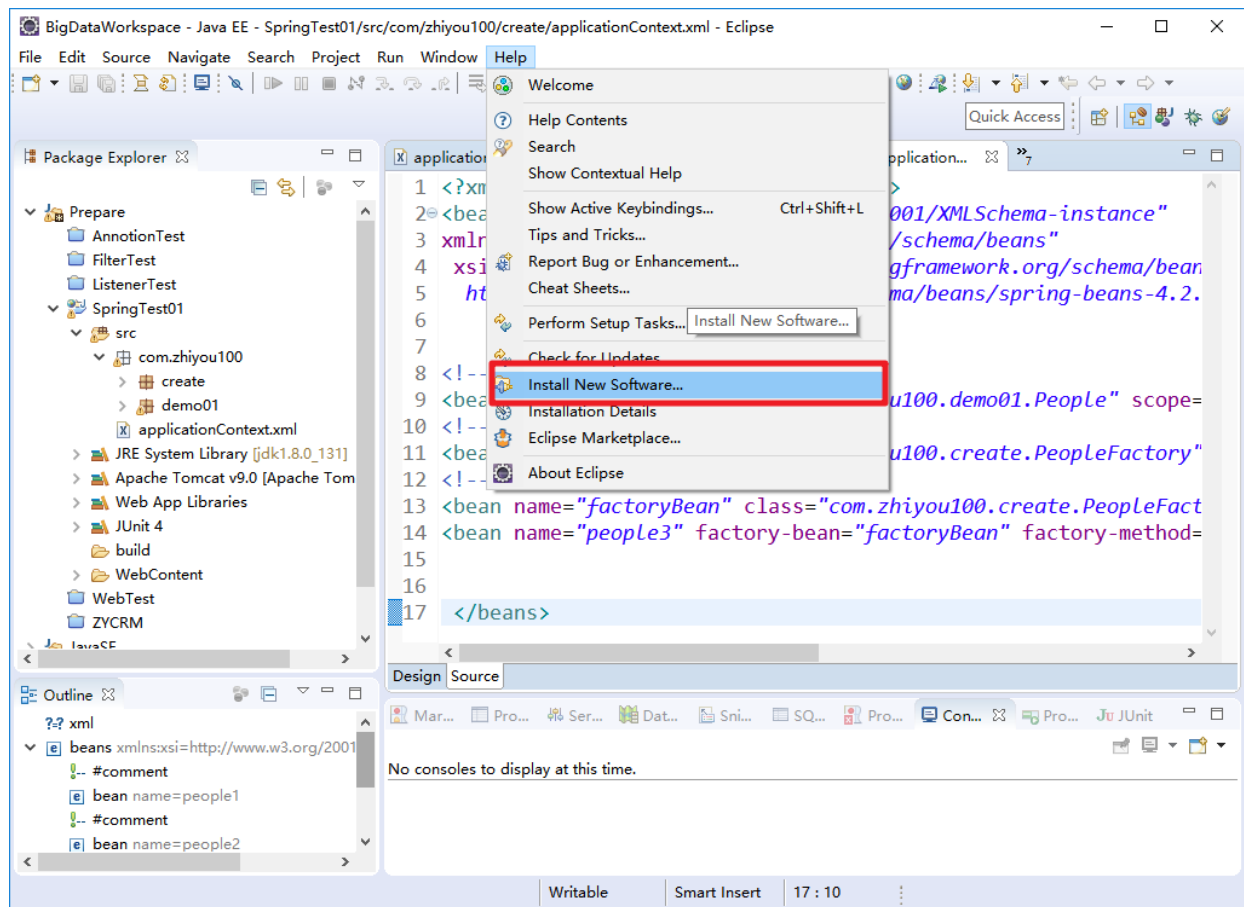 BigDataWorkspace - Java EE - SpringTest01/src/com/zhiyou100/create/applicationContext.xml - Eclipse
File Edit Source Navigate Search Project Run Window Help
Welcome
Help Contents
Search
Show Contextual Help
Show Active Keybindings... Ctrl+Shift+L
Tips and Tricks...
Report Bug or Enhancement...
Cheat Sheets...
Perform Setup Tasks...
Install New Software...
Check for Updates
Install New Software...
Installation Details
Eclipse Marketplace...
About Eclipse
Quick Access
Package Explorer
Prepare
AnnotionTest
FilterTest
ListenerTest
SpringTest01
src
com.zhiyou100
create
demo01
applicationContext.xml
JRE System Library [jdk1.8.0_131]
Apache Tomcat v9.0 [Apache Tom
Web App Libraries
JUnit 4
build
WebContent
WebTest
ZYCRM
JavaSE
application pplication... »7
1 <?xm >
2 <bea 001/XMLSchema-instance"
3 xmln /schema/beans"
4 xsi gframework.org/schema/bean
5 ht ma/beans/spring-beans-4.2.
6
7
8 <!--
9 <bea u100.demo01.People" scope=
10 <!--
11 <bea u100.create.PeopleFactory"
12 <!--
13 <bean name="factoryBean" class="com.zhiyou100.create.PeopleFact
14 <bean name="people3" factory-bean="factoryBean" factory-method=
15
16
17 </beans>
Design Source
Outline
?=? xml
beans xmlns:xsi=http://www.w3.org/2001
#comment
bean name=people1
#comment
bean name=people2
Mar... Pro... Ser... Dat... Sni... SQ... Pro... Con... Pro... JUnit
No consoles to display at this time.
Writable Smart Insert 17 : 10